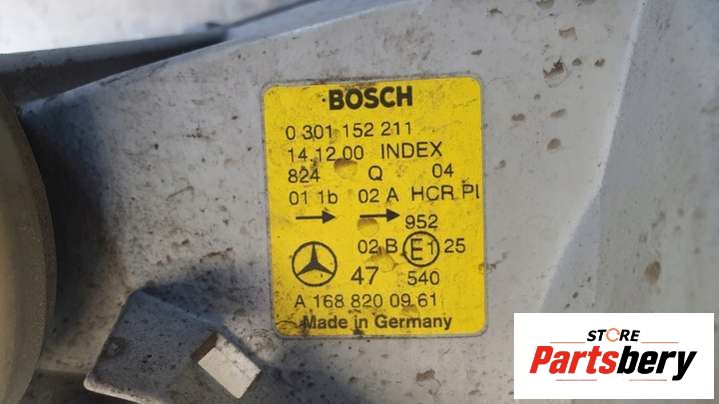 BOSCH
0 301 152 211
14.12.00 INDEX
824 Q 04
01 1b 02 A HCR PL
952
02 B E1 25
47 540
A 168 820 09 61
Made in Germany
STORE
Partsbery